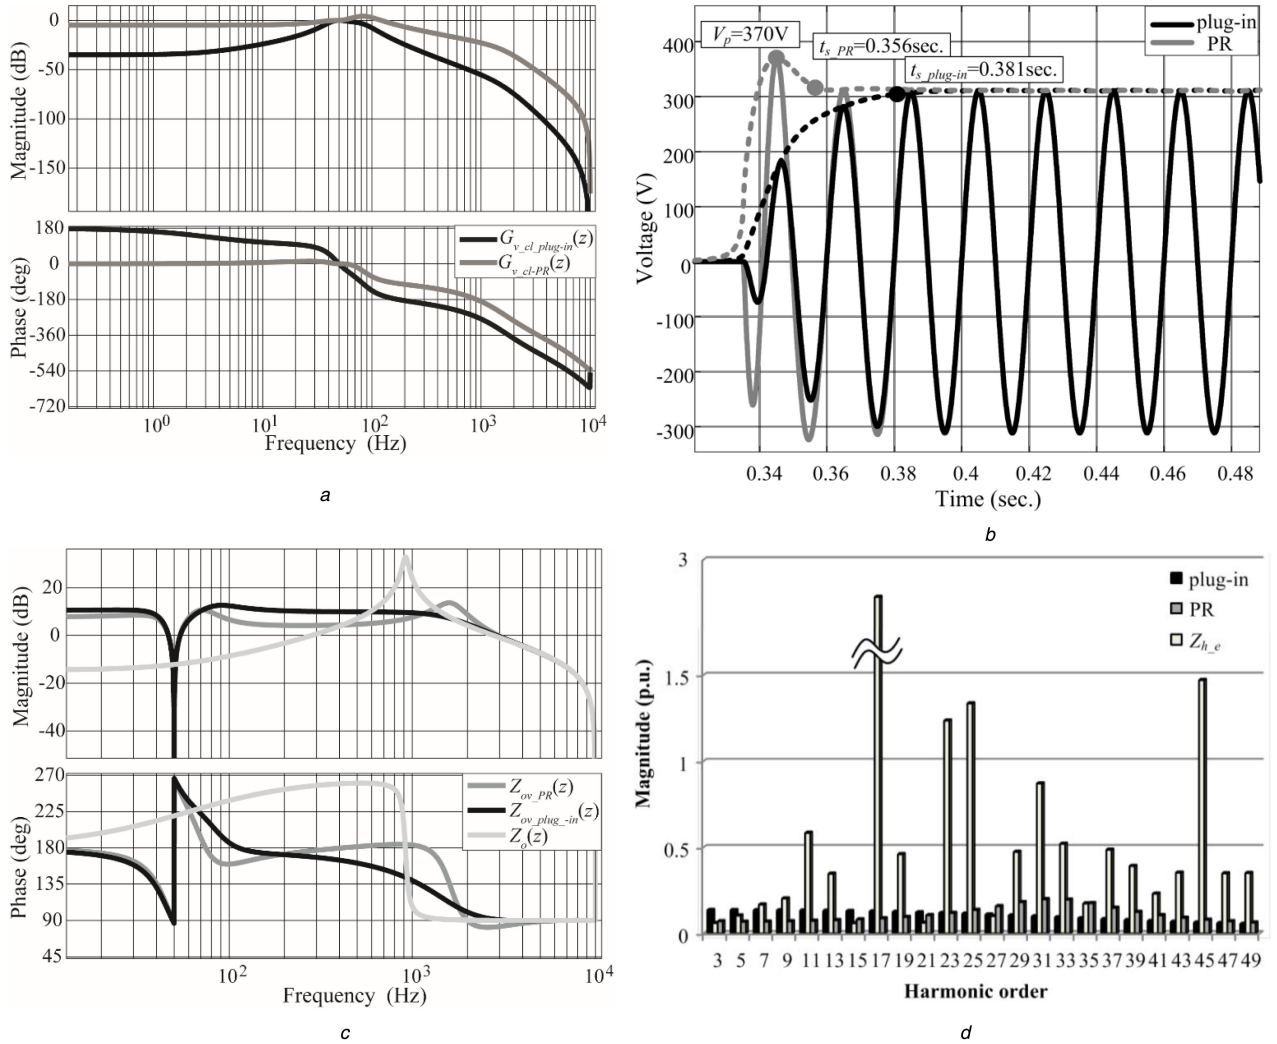 0
-50
-100
-150
Magnitude (dB)
180
0
-180
-360
-540
-720
Phase (deg)
G_v_cl_plug-in(z)
G_v_cl-PR(z)
10^0 10^1 10^2 10^3 10^4
Frequency (Hz)
a
400
300
200
100
0
-100
-200
-300
Voltage (V)
V_p=370V
t_s_PR=0.356sec.
t_s_plug-in=0.381sec.
plug-in
PR
0.34 0.36 0.38 0.4 0.42 0.44 0.46 0.48
Time (sec.)
b
20
0
-20
-40
Magnitude (dB)
270
225
180
135
90
45
Phase (deg)
Z_ov_PR(z)
Z_ov_plug_-in(z)
Z_o(z)
10^2 10^3 10^4
Frequency (Hz)
c
3
1.5
1
0.5
0
Magnitude (p.u.)
plug-in
PR
Z_h_e
3 5 7 9 11 13 15 17 19 21 23 25 27 29 31 33 35 37 39 41 43 45 47 49
Harmonic order
d